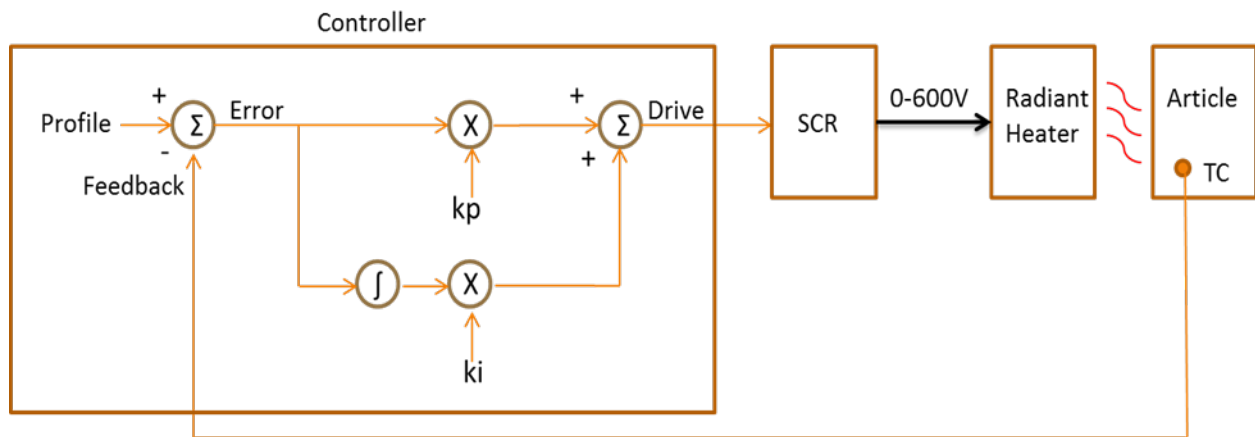 Controller
Profile
+
-
Σ
Error
Feedback
X
kp
∫
X
ki
+
+
Σ
Drive
SCR
0-600V
Radiant
Heater
Article
TC